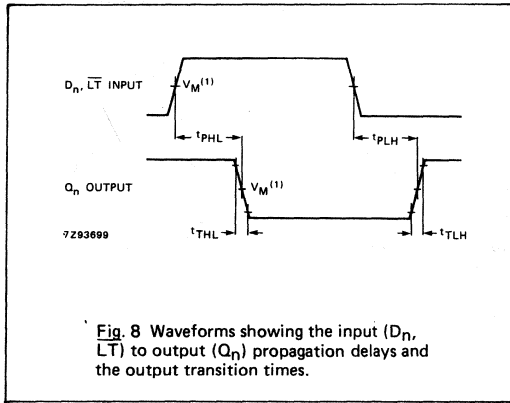 Dn, LT INPUT
VM(1)
tPHL
tPLH
Qn OUTPUT
VM(1)
7Z93699
tTHL
tTLH
Fig. 8 Waveforms showing the input (Dn,
LT) to output (Qn) propagation delays and
the output transition times.